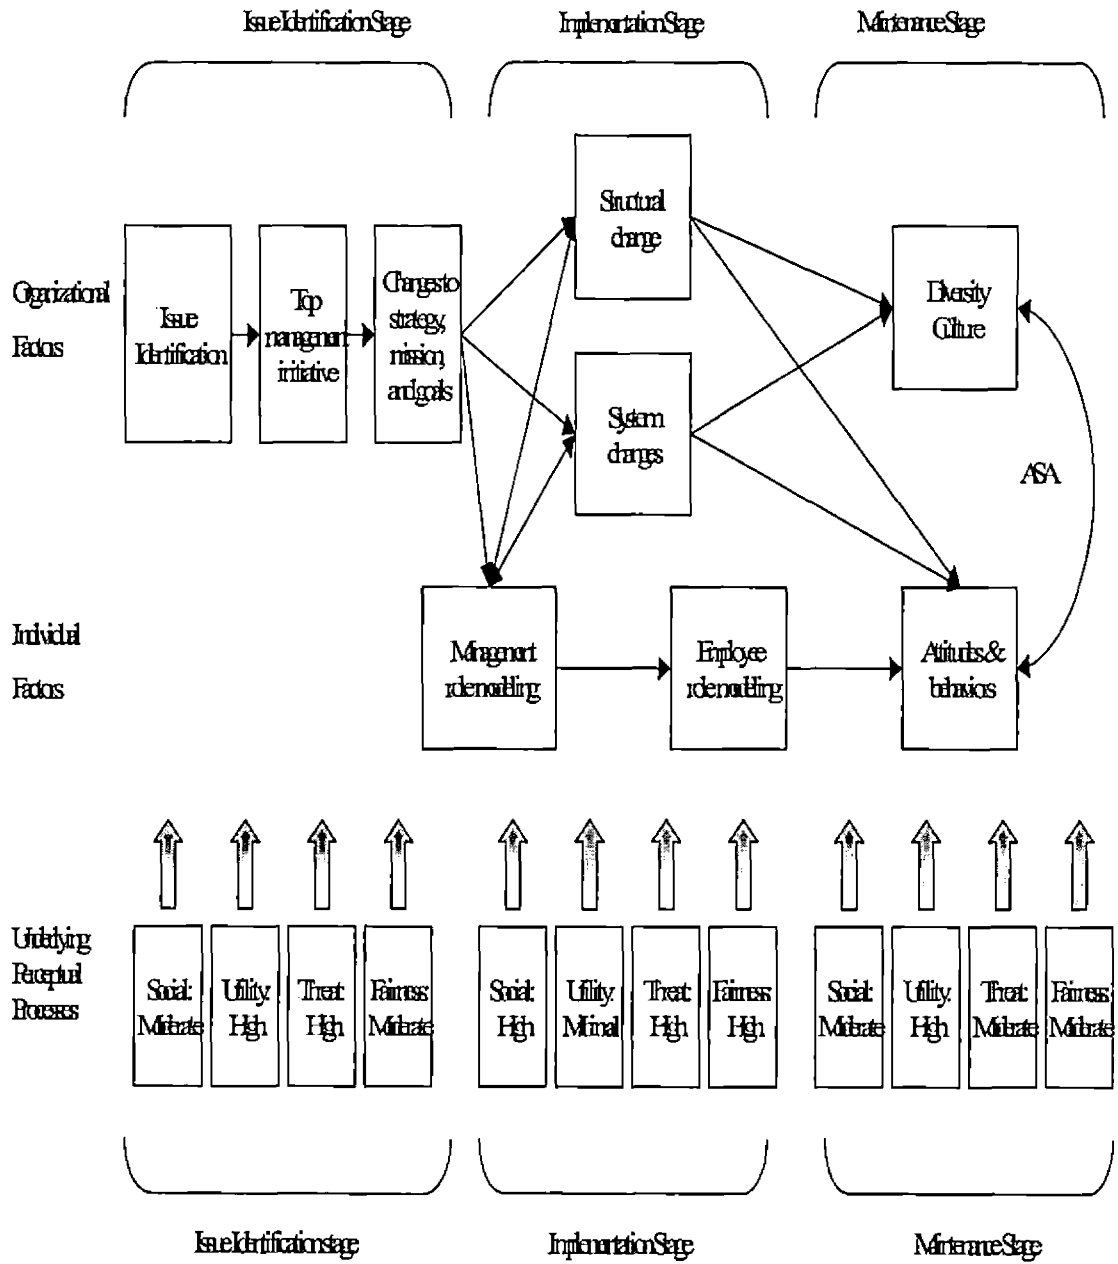 Issue Identification Stage
Implementation Stage
Maintenance Stage
Organizational
Factors
Issue
Identification
Top
management
initiative
Changes to
strategy,
mission,
and goals
Structural
change
System
changes
Diversity
Culture
ASA
Individual
Factors
Management
role modelling
Employee
role modelling
Attitudes &
behaviors
Underlying
Perceptual
Processes
Social:
Moderate
Utility:
High
Threat:
High
Fairness:
Moderate
Social:
High
Utility:
Minimal
Threat:
High
Fairness:
High
Social:
Moderate
Utility:
High
Threat:
Moderate
Fairness:
Moderate
Issue Identification stage
Implementation Stage
Maintenance Stage